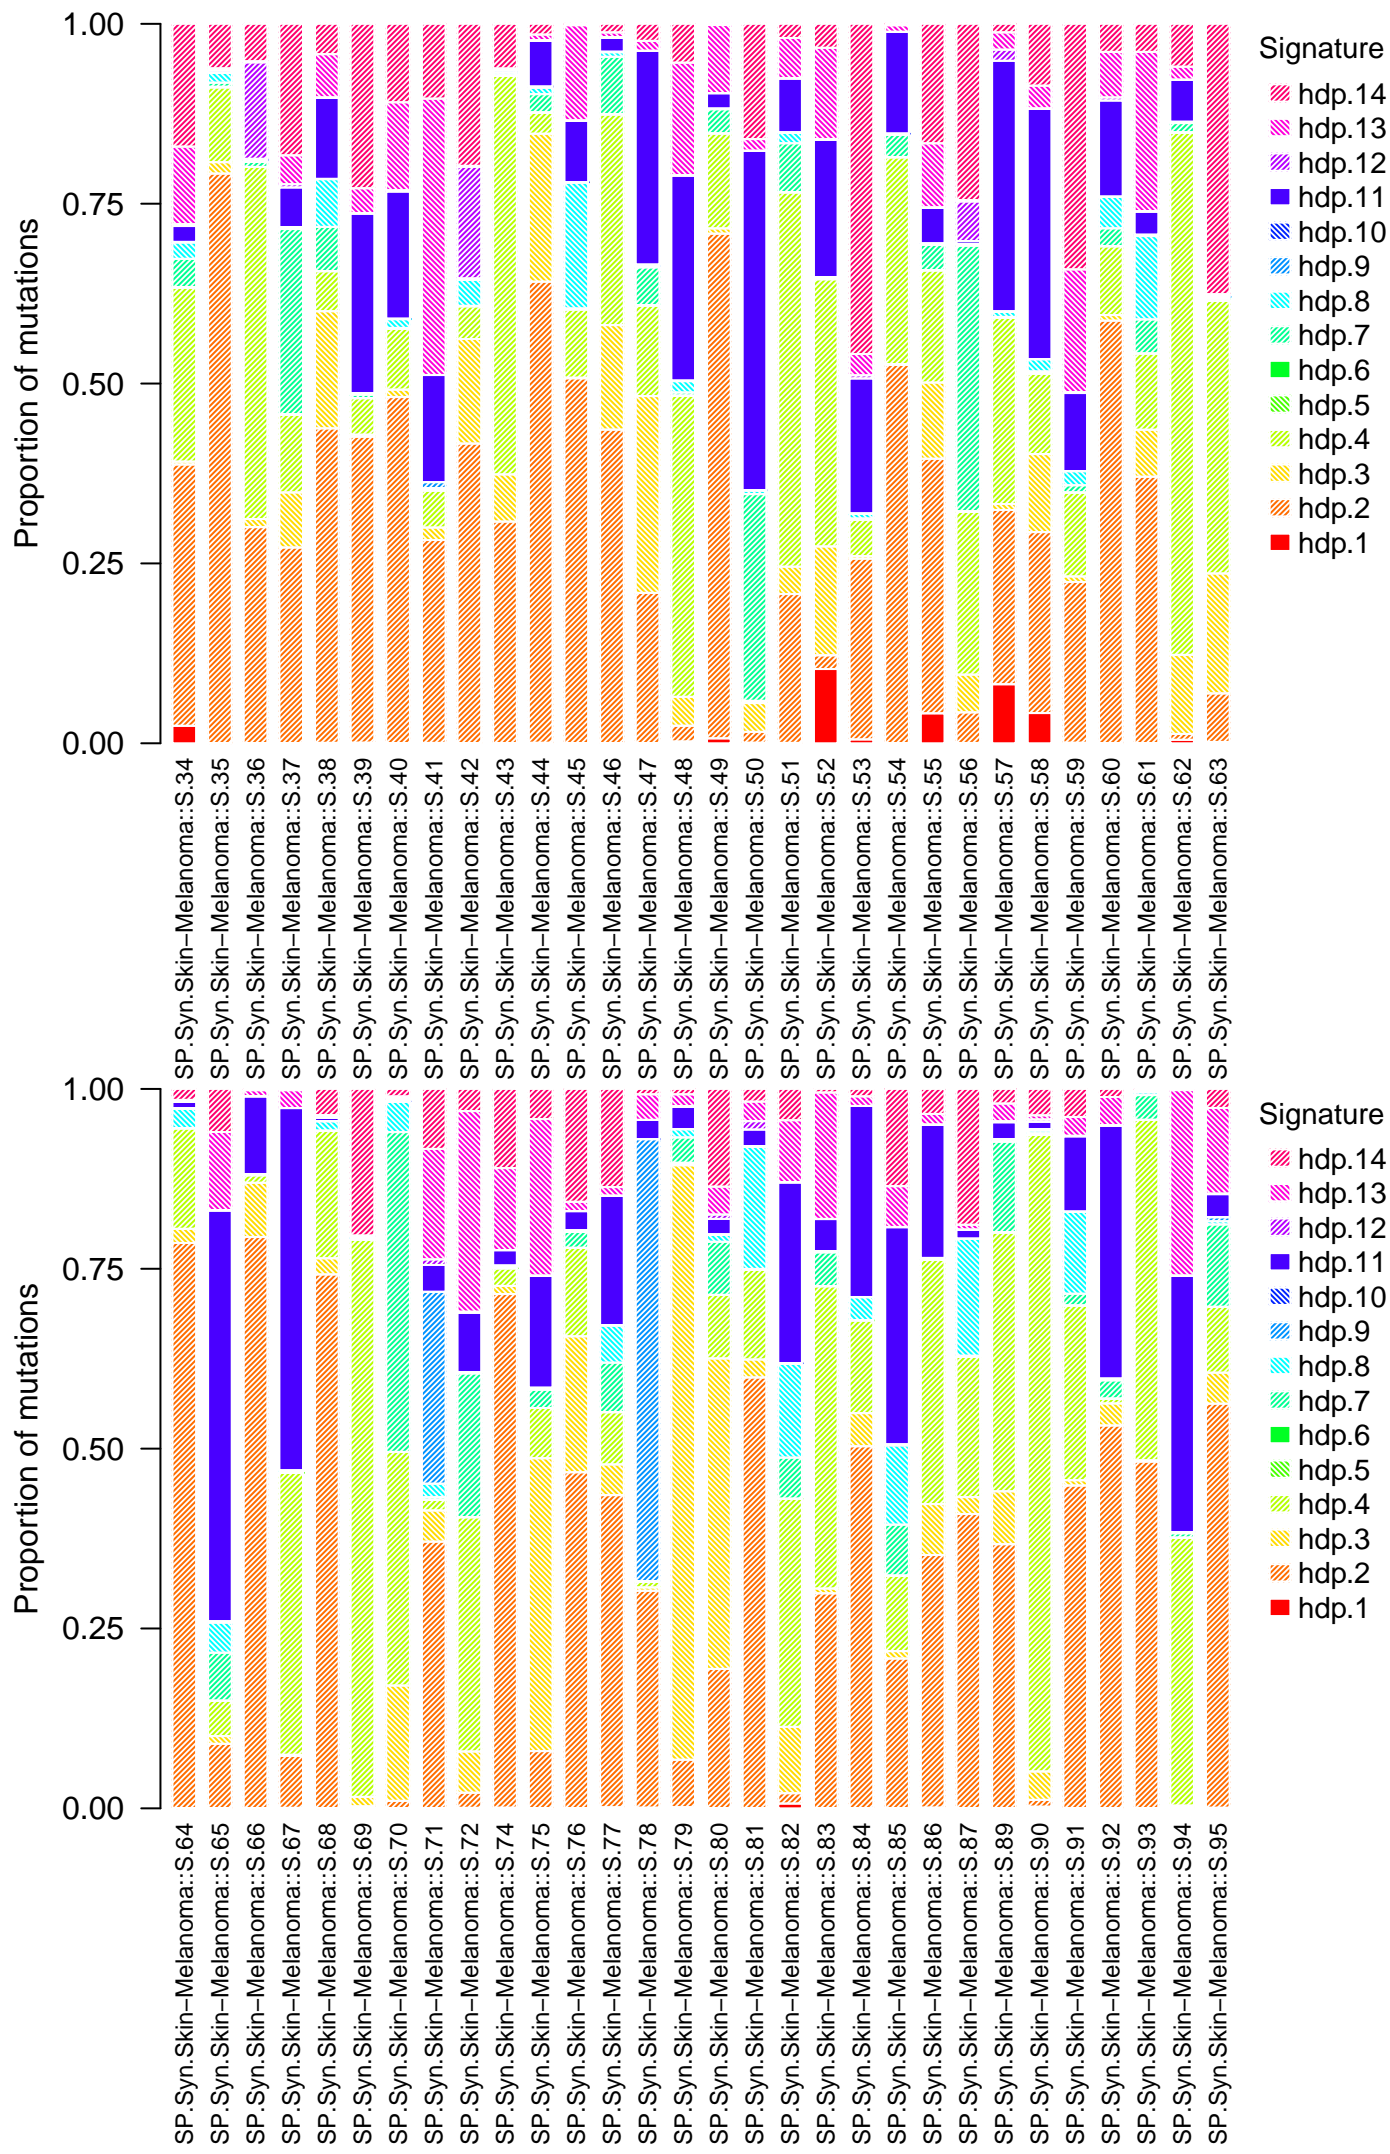 Proportion of mutations
1.00
0.75
0.50
0.25
0.00
SP.Syn.Skin−Melanoma::S.34
SP.Syn.Skin−Melanoma::S.35
SP.Syn.Skin−Melanoma::S.36
SP.Syn.Skin−Melanoma::S.37
SP.Syn.Skin−Melanoma::S.38
SP.Syn.Skin−Melanoma::S.39
SP.Syn.Skin−Melanoma::S.40
SP.Syn.Skin−Melanoma::S.41
SP.Syn.Skin−Melanoma::S.42
SP.Syn.Skin−Melanoma::S.43
SP.Syn.Skin−Melanoma::S.44
SP.Syn.Skin−Melanoma::S.45
SP.Syn.Skin−Melanoma::S.46
SP.Syn.Skin−Melanoma::S.47
SP.Syn.Skin−Melanoma::S.48
SP.Syn.Skin−Melanoma::S.49
SP.Syn.Skin−Melanoma::S.50
SP.Syn.Skin−Melanoma::S.51
SP.Syn.Skin−Melanoma::S.52
SP.Syn.Skin−Melanoma::S.53
SP.Syn.Skin−Melanoma::S.54
SP.Syn.Skin−Melanoma::S.55
SP.Syn.Skin−Melanoma::S.56
SP.Syn.Skin−Melanoma::S.57
SP.Syn.Skin−Melanoma::S.58
SP.Syn.Skin−Melanoma::S.59
SP.Syn.Skin−Melanoma::S.60
SP.Syn.Skin−Melanoma::S.61
SP.Syn.Skin−Melanoma::S.62
SP.Syn.Skin−Melanoma::S.63
Signature
hdp.14
hdp.13
hdp.12
hdp.11
hdp.10
hdp.9
hdp.8
hdp.7
hdp.6
hdp.5
hdp.4
hdp.3
hdp.2
hdp.1
Proportion of mutations
1.00
0.75
0.50
0.25
0.00
SP.Syn.Skin−Melanoma::S.64
SP.Syn.Skin−Melanoma::S.65
SP.Syn.Skin−Melanoma::S.66
SP.Syn.Skin−Melanoma::S.67
SP.Syn.Skin−Melanoma::S.68
SP.Syn.Skin−Melanoma::S.69
SP.Syn.Skin−Melanoma::S.70
SP.Syn.Skin−Melanoma::S.71
SP.Syn.Skin−Melanoma::S.72
SP.Syn.Skin−Melanoma::S.74
SP.Syn.Skin−Melanoma::S.75
SP.Syn.Skin−Melanoma::S.76
SP.Syn.Skin−Melanoma::S.77
SP.Syn.Skin−Melanoma::S.78
SP.Syn.Skin−Melanoma::S.79
SP.Syn.Skin−Melanoma::S.80
SP.Syn.Skin−Melanoma::S.81
SP.Syn.Skin−Melanoma::S.82
SP.Syn.Skin−Melanoma::S.83
SP.Syn.Skin−Melanoma::S.84
SP.Syn.Skin−Melanoma::S.85
SP.Syn.Skin−Melanoma::S.86
SP.Syn.Skin−Melanoma::S.87
SP.Syn.Skin−Melanoma::S.89
SP.Syn.Skin−Melanoma::S.90
SP.Syn.Skin−Melanoma::S.91
SP.Syn.Skin−Melanoma::S.92
SP.Syn.Skin−Melanoma::S.93
SP.Syn.Skin−Melanoma::S.94
SP.Syn.Skin−Melanoma::S.95
Signature
hdp.14
hdp.13
hdp.12
hdp.11
hdp.10
hdp.9
hdp.8
hdp.7
hdp.6
hdp.5
hdp.4
hdp.3
hdp.2
hdp.1